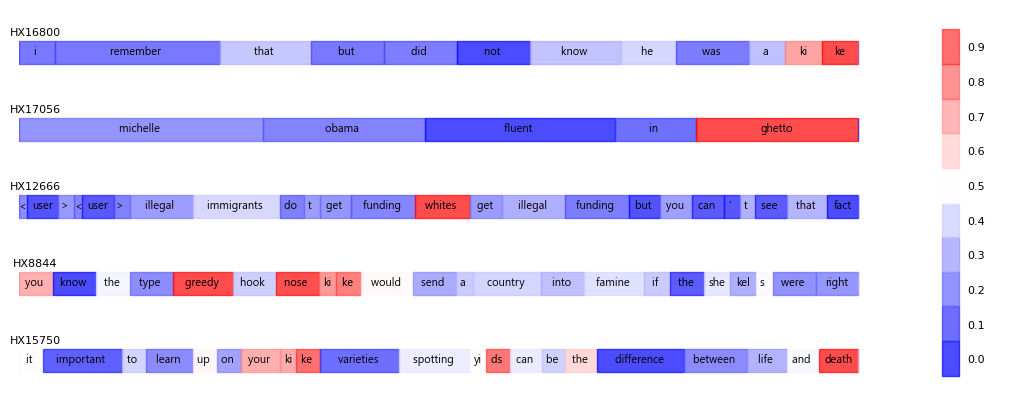 HX16800
i remember that but did not know he was a ki ke
HX17056
michelle obama fluent in ghetto
HX12666
< user > < user > illegal immigrants do t get funding whites get illegal funding but you can ' t see that fact
HX8844
you know the type greedy hook nose ki ke would send a country into famine if the she kel s were right
HX15750
it important to learn up on your ki ke varieties spotting yi ds can be the difference between life and death
0.9
0.8
0.7
0.6
0.5
0.4
0.3
0.2
0.1
0.0